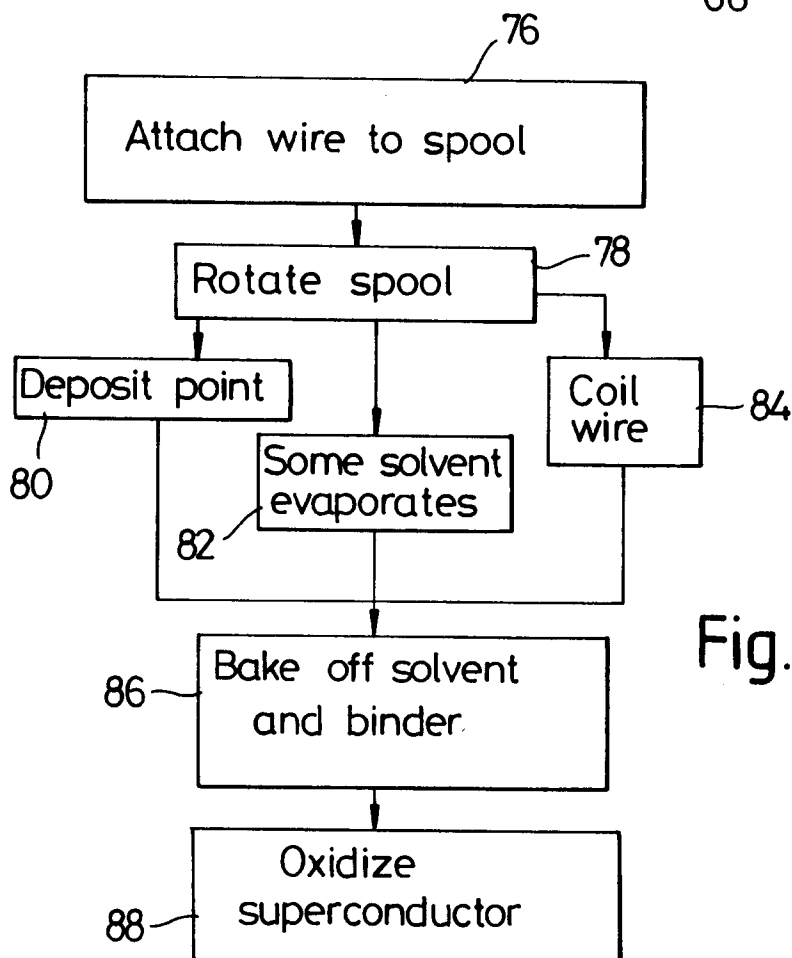 76
Attach wire to spool
78
Rotate spool
Deposit point
80
Coil
wire
84
Some solvent
evaporates
82
Fig.
Bake off solvent
and binder
86
Oxidize
superconductor
88